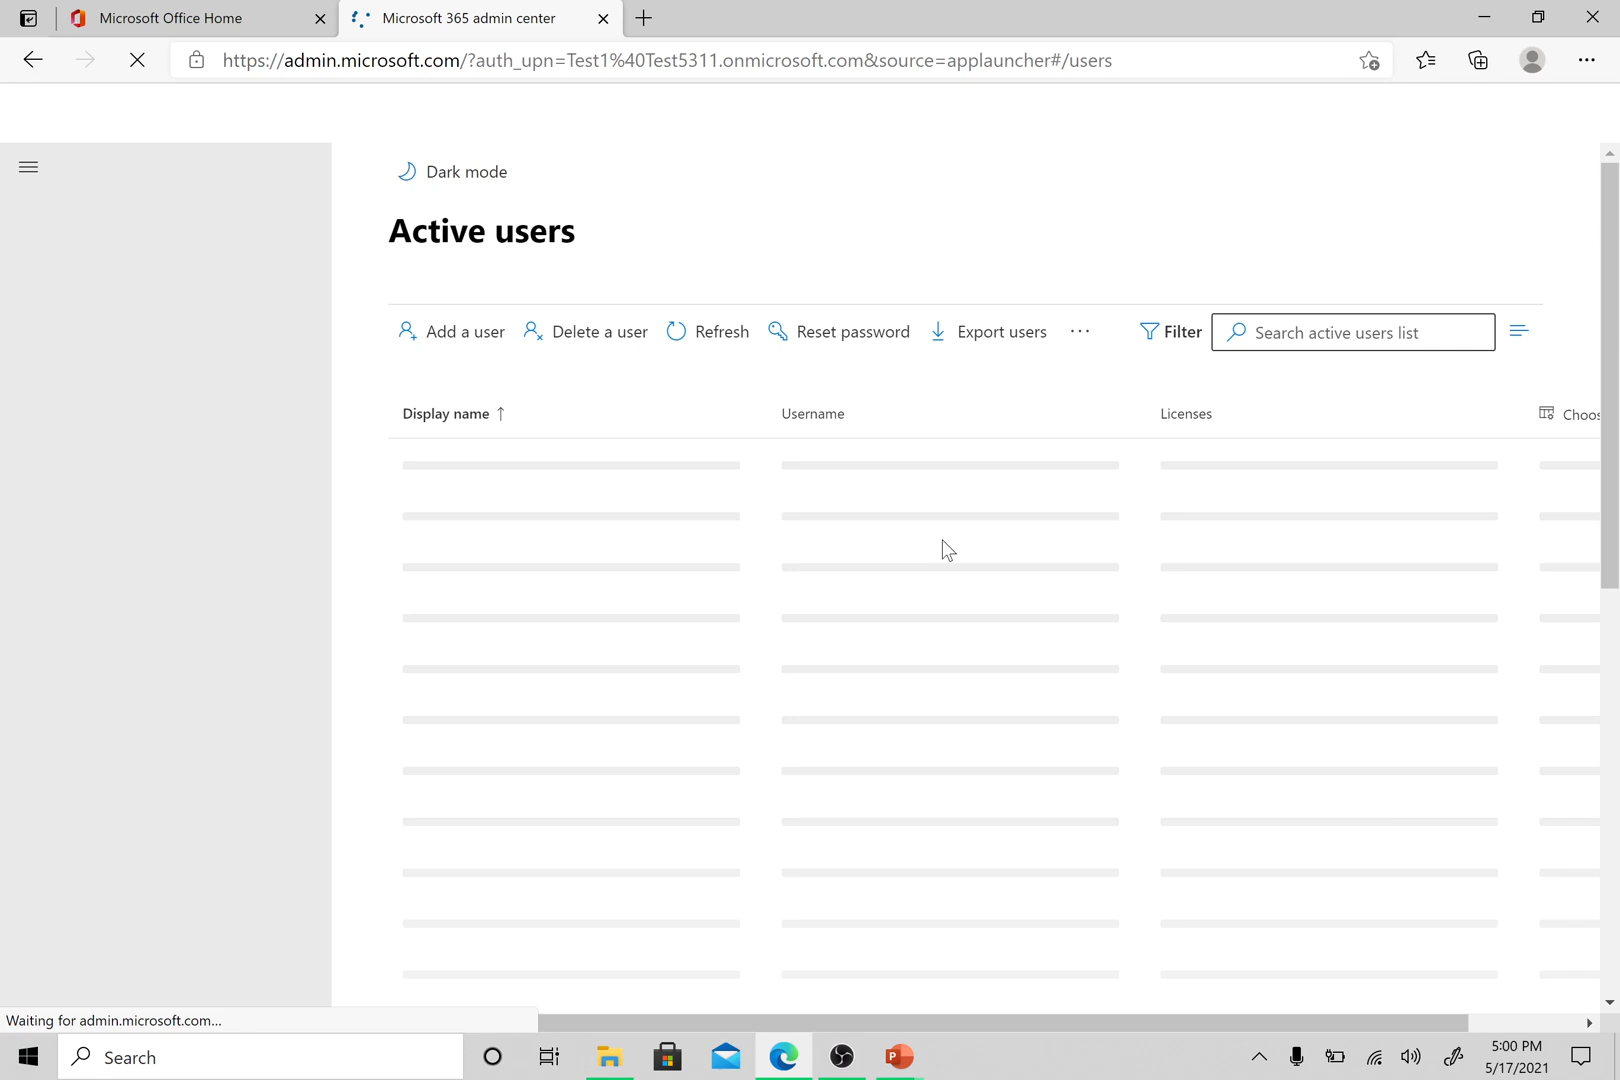 Microsoft Office Home
Microsoft 365 admin center
https://admin.microsoft.com/?auth_upn=Test1%40Test5311.onmicrosoft.com&source=applauncher#/users
Dark mode
Active users
Add a user
Delete a user
Refresh
Reset password
Export users
Filter
Search active users list
Display name ↑
Username
Licenses
Choos
Waiting for admin.microsoft.com...
Search
5:00 PM
5/17/2021